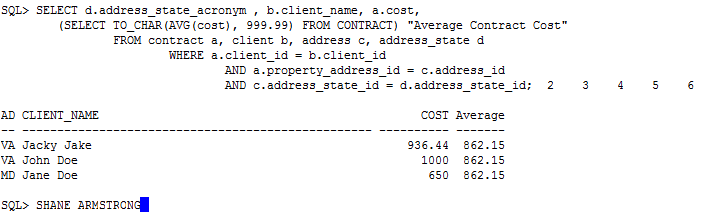 SQL> SELECT d.address_state_acronym , b.client_name, a.cost,
(SELECT TO_CHAR(AVG(cost), 999.99) FROM CONTRACT) "Average Contract Cost"
FROM contract a, client b, address c, address_state d
WHERE a.client_id = b.client_id
AND a.property_address_id = c.address_id
AND c.address_state_id = d.address_state_id;  2    3    4    5    6
AD CLIENT_NAME                                              COST Average
-- -------------------------------------------------- ---------- -------
VA Jacky Jake                                             936.44  862.15
VA John Doe                                                 1000  862.15
MD Jane Doe                                                  650  862.15
SQL> SHANE ARMSTRONG